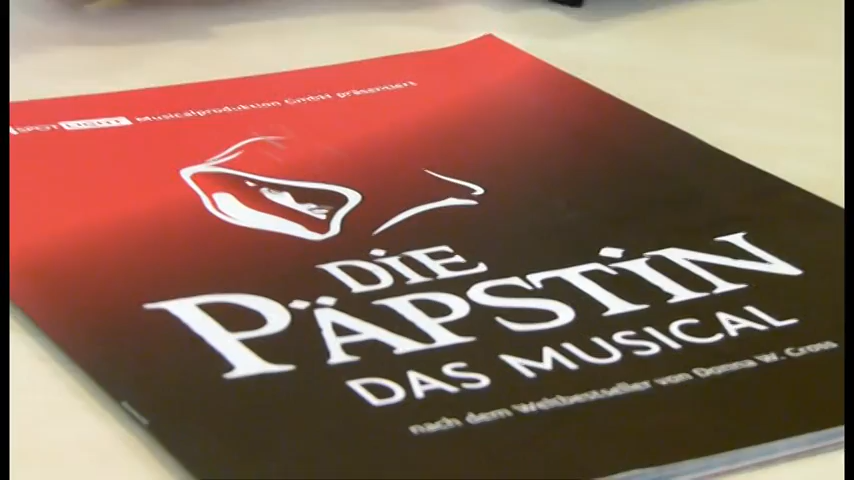 SPOTLIGHT Musicalproduktion GmbH präsentiert
DIE
PÄPSTIN
DAS MUSICAL
nach dem Weltbestseller von Donna W. Cross